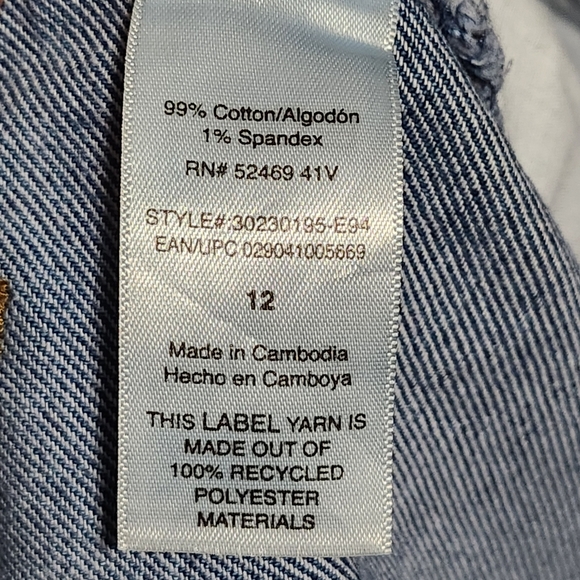 99% Cotton/Algodón
1% Spandex
RN# 52469 41V
STYLE#:30230195-E94
EAN/UPC 029041005669
12
Made in Cambodia
Hecho en Camboya
THIS LABEL YARN IS
MADE OUT OF
100% RECYCLED
POLYESTER
MATERIALS